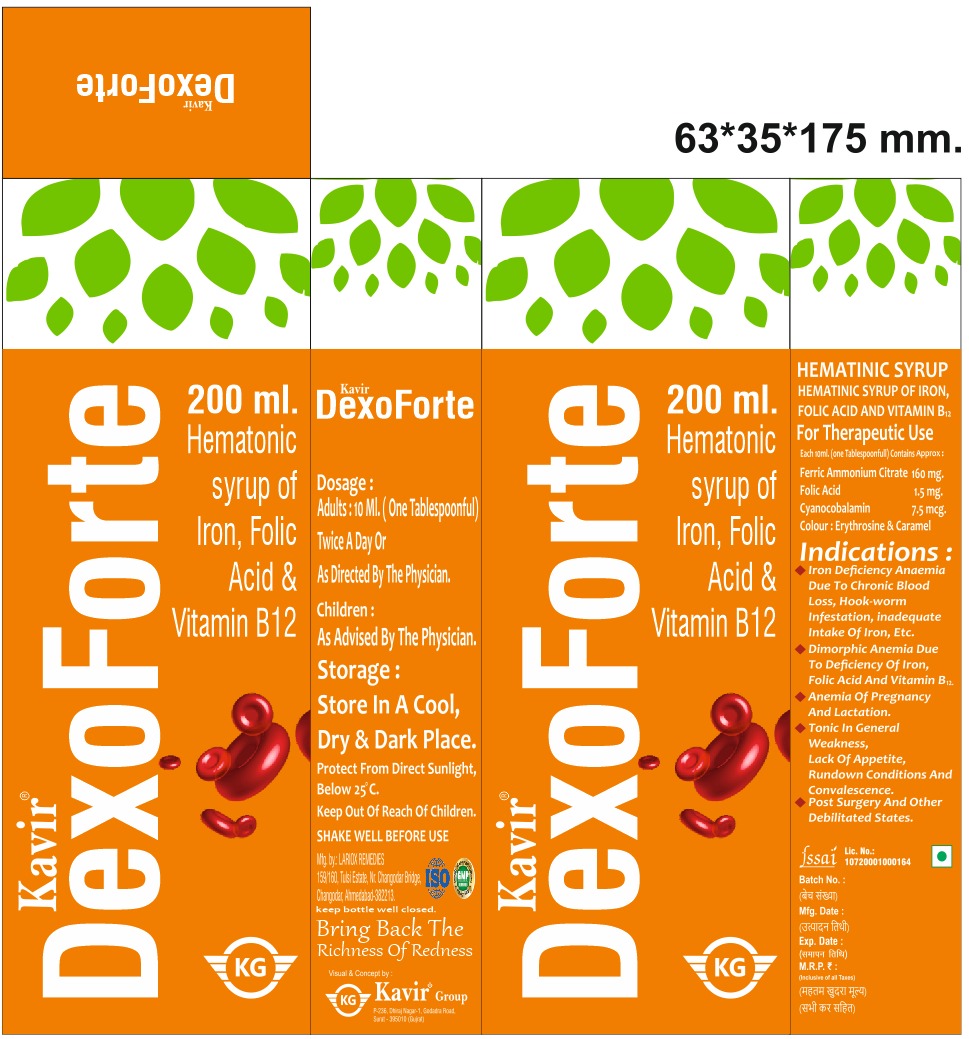 Kavir
DexoForte
63*35*175 mm.
Kavir®
DexoForte
200 ml.
Hematonic
syrup of
Iron, Folic
Acid &
Vitamin B12
KG
Kavir
DexoForte
Dosage :
Adults : 10 Ml. ( One Tablespoonful)
Twice A Day Or
As Directed By The Physician.
Children :
As Advised By The Physician.
Storage :
Store In A Cool,
Dry & Dark Place.
Protect From Direct Sunlight,
Below 25°C.
Keep Out Of Reach Of Children.
SHAKE WELL BEFORE USE
Mfg. by : LARIOX REMEDIES
159/160, Tulsi Estate, Nr. Changodar Bridge,
Changodar, Ahmedabad-382213.
ISO
GMP
keep bottle well closed.
Bring Back The
Richness Of Redness
Visual & Concept by :
KG
Kavir® Group
P-236, Dhiraj Nagar-1, Godadra Road,
Surat - 395010 (Gujrat)
Kavir®
DexoForte
200 ml.
Hematonic
syrup of
Iron, Folic
Acid &
Vitamin B12
KG
HEMATINIC SYRUP
HEMATINIC SYRUP OF IRON,
FOLIC ACID AND VITAMIN B12
For Therapeutic Use
Each 10ml. (one Tablespoonfull) Contains Approx :
Ferric Ammonium Citrate 160 mg.
Folic Acid 1.5 mg.
Cyanocobalamin 7.5 mcg.
Colour : Erythrosine & Caramel
Indications :
Iron Deficiency Anaemia
Due To Chronic Blood
Loss, Hook-worm
Infestation, inadequate
Intake Of Iron, Etc.
Dimorphic Anemia Due
To Deficiency Of Iron,
Folic Acid And Vitamin B12.
Anemia Of Pregnancy
And Lactation.
Tonic In General
Weakness,
Lack Of Appetite,
Rundown Conditions And
Convalescence.
Post Surgery And Other
Debilitated States.
fssai
Lic. No.:
10720001000164
Batch No. :
(बेच संख्या)
Mfg. Date :
(उत्पादन तिथी)
Exp. Date :
(समापन तिथि)
M.R.P. ₹ :
(Inclusive of all Taxes)
(महतम खुदरा मूल्य)
(सभी कर सहित)